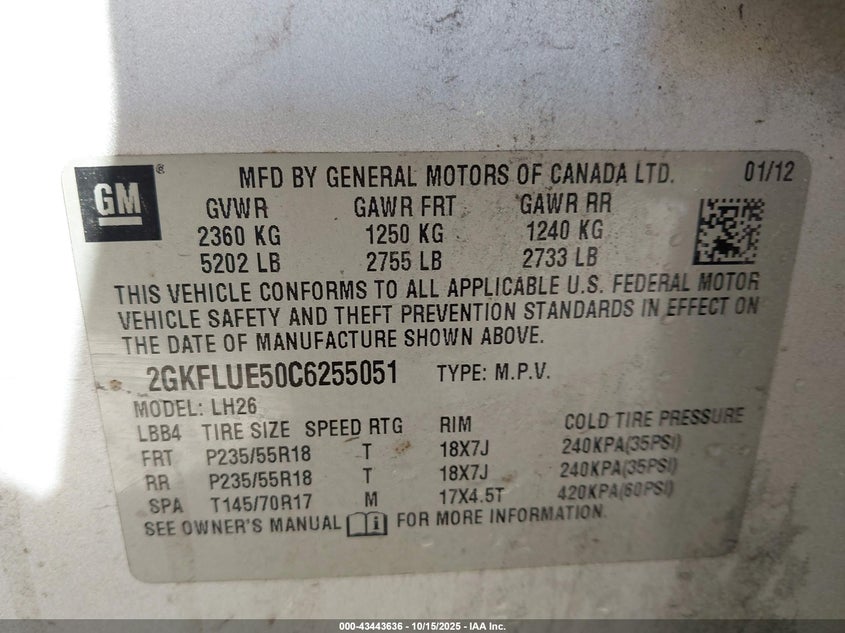 GM ® MFD BY GENERAL MOTORS OF CANADA LTD. 01/12
GVWR GAWR FRT GAWR RR
2360 KG 1250 KG 1240 KG
5202 LB 2755 LB 2733 LB
THIS VEHICLE CONFORMS TO ALL APPLICABLE U.S. FEDERAL MOTOR
VEHICLE SAFETY AND THEFT PREVENTION STANDARDS IN EFFECT ON
THE DATE OF MANUFACTURE SHOWN ABOVE.
2GKFLUE50C6255051 TYPE: M.P.V.
MODEL: LH26
LBB4 TIRE SIZE SPEED RTG RIM COLD TIRE PRESSURE
FRT P235/55R18 T 18X7J 240KPA(35PSI)
RR P235/55R18 T 18X7J 240KPA(35PSI)
SPA T145/70R17 M 17X4.5T 420KPA(60PSI)
SEE OWNER'S MANUAL i FOR MORE INFORMATION.
000-43443636 - 10/15/2025 - IAA Inc.